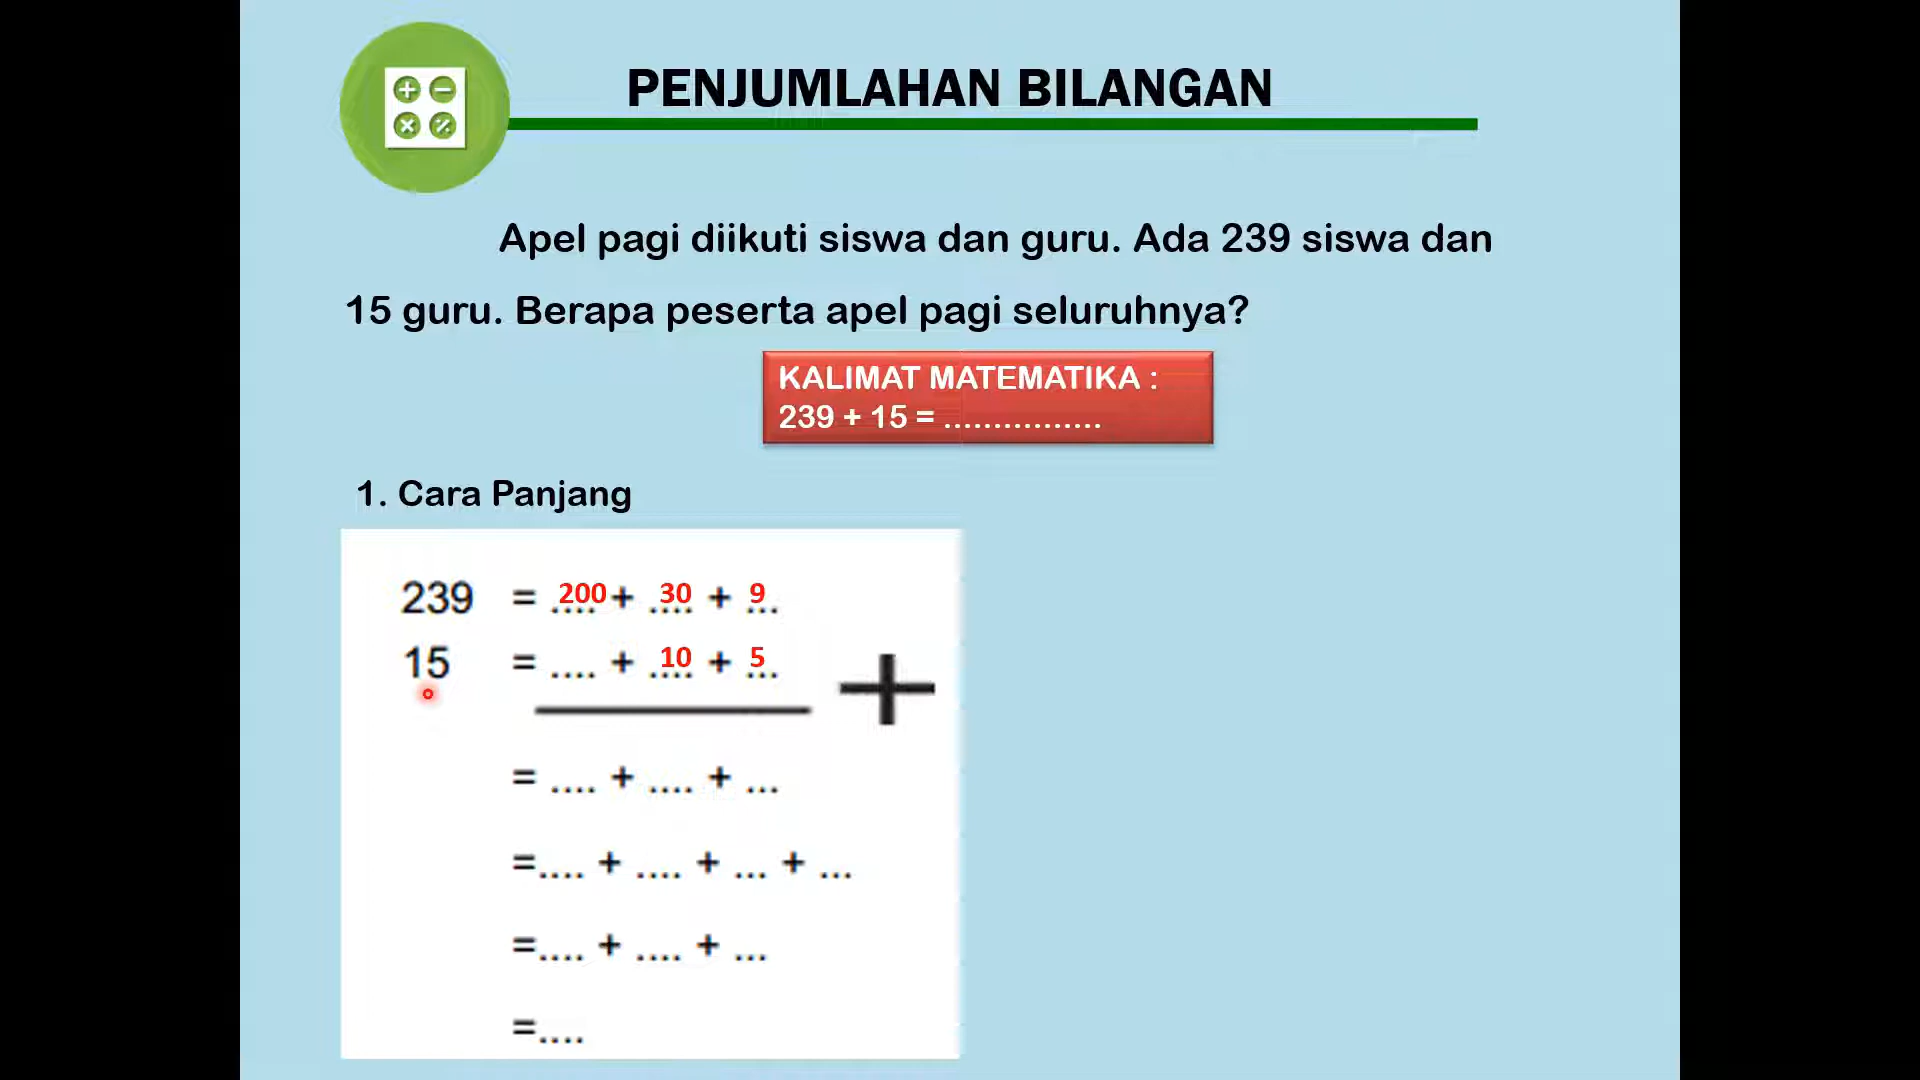 PENJUMLAHAN BILANGAN
Apel pagi diikuti siswa dan guru. Ada 239 siswa dan
15 guru. Berapa peserta apel pagi seluruhnya?
KALIMAT MATEMATIKA :
239 + 15 = ................
1. Cara Panjang
239 = 200 + 30 + 9
15 = .... + 10 + 5
+
= .... + .... + ...
=.... + .... + ... + ...
=.... + .... + ...
=....